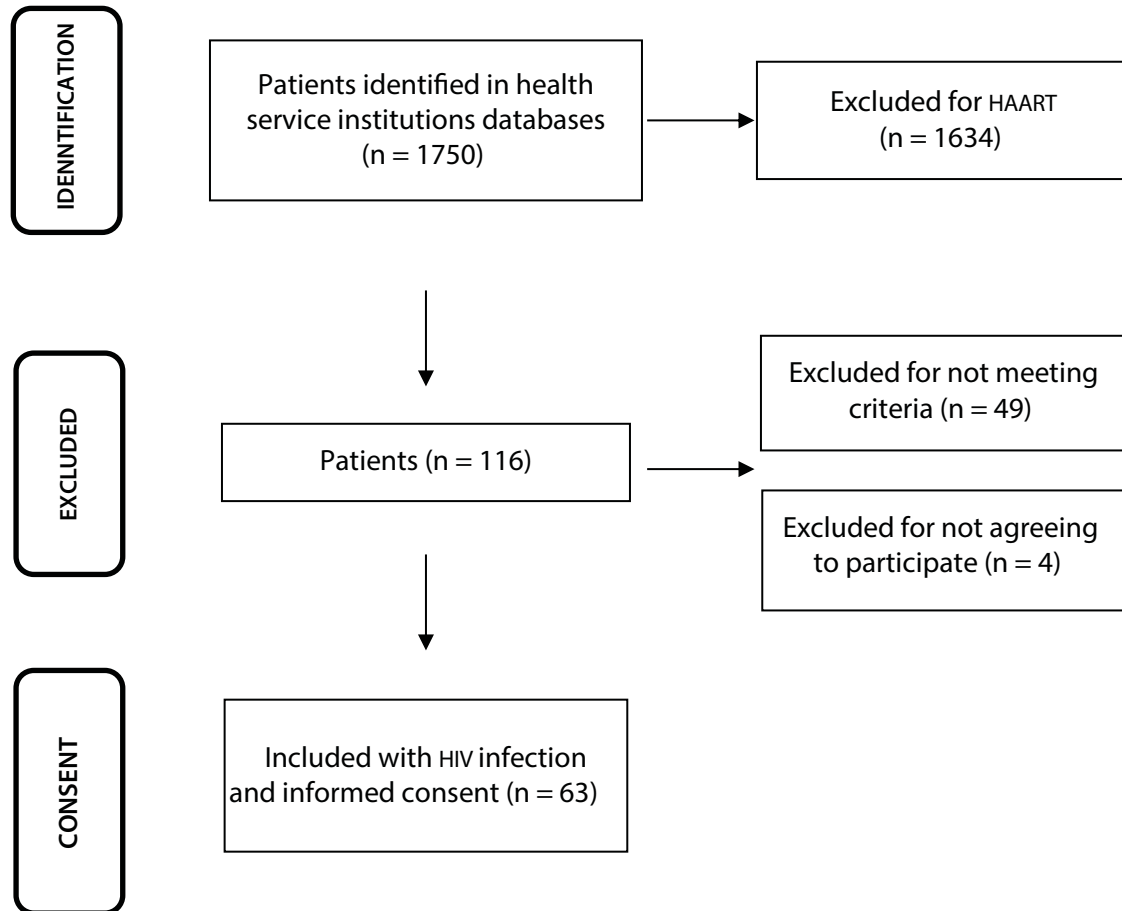 IDENNTIFICATION
Patients identified in health
service institutions databases
(n = 1750)
Excluded for HAART
(n = 1634)
EXCLUDED
Patients (n = 116)
Excluded for not meeting
criteria (n = 49)
Excluded for not agreeing
to participate (n = 4)
CONSENT
Included with HIV infection
and informed consent (n = 63)